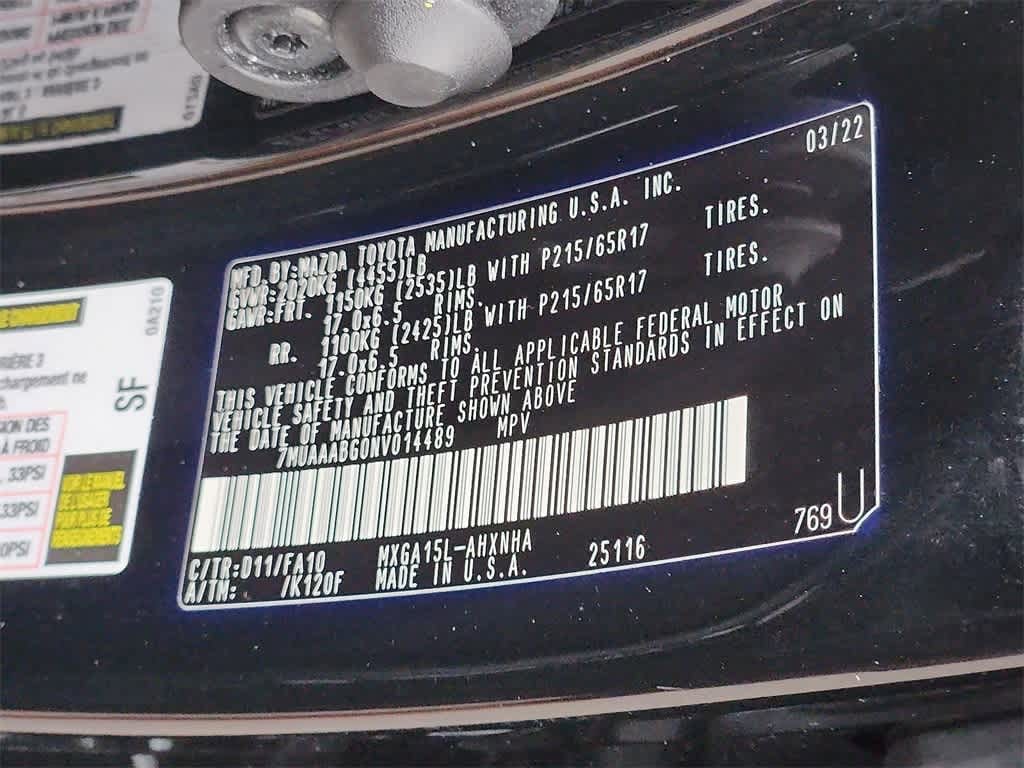 03/22
MFD. BY: MAZDA TOYOTA MANUFACTURING U.S.A. INC.
GVWR: 2020KG (4455)LB
GAWR: FRT. 1150KG (2535)LB WITH P215/65R17 TIRES.
17.0x6.5 RIMS.
RR. 1100KG (2425)LB WITH P215/65R17 TIRES.
17.0x6.5 RIMS.
THIS VEHICLE CONFORMS TO ALL APPLICABLE FEDERAL MOTOR
VEHICLE SAFETY AND THEFT PREVENTION STANDARDS IN EFFECT ON
THE DATE OF MANUFACTURE SHOWN ABOVE
7MUAAABG0NV014489 MPV
769 U
C/TR: D11/FA10 MXGA15L-AHXNHA 25116
A/TM: /K120F MADE IN U.S.A.
0A210
SF
chargement ne
À FROID
33PSI
33PSI